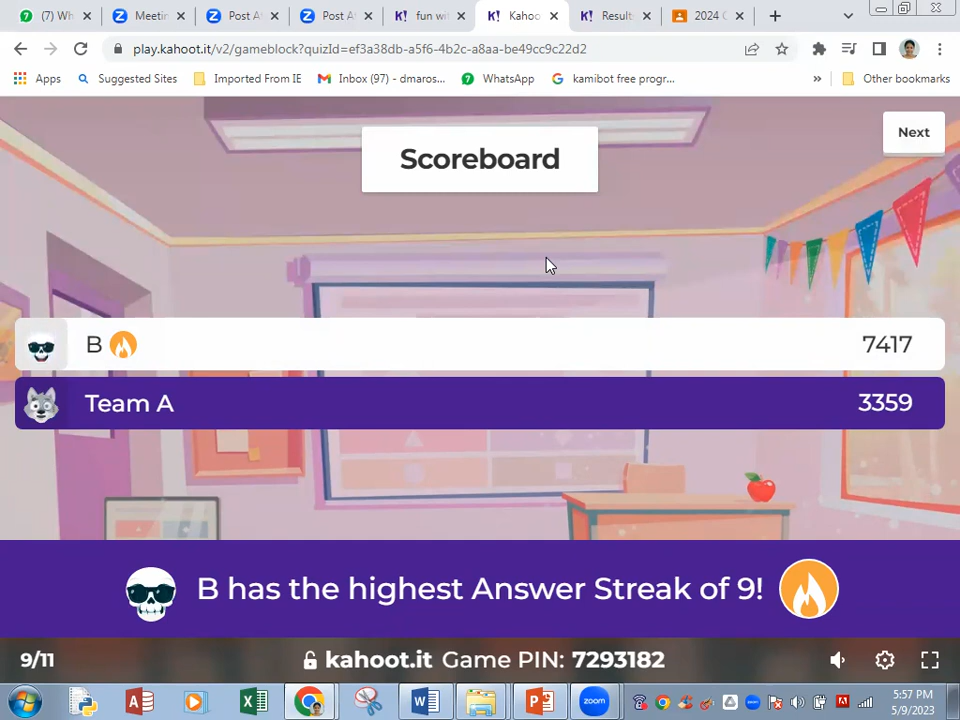 (7) Wh
Meetin
Post A
Post A
fun wi
Kahoo
Result
2024 C
play.kahoot.it/v2/gameblock?quizId=ef3a38db-a5f6-4b2c-a8aa-be49cc9c22d2
Apps
Suggested Sites
Imported From IE
Inbox (97) - dmaros...
WhatsApp
kamibot free progr...
»
Other bookmarks
Scoreboard
Next
B 7417
Team A 3359
B has the highest Answer Streak of 9!
9/11
kahoot.it Game PIN: 7293182
zoom
5:57 PM
5/9/2023